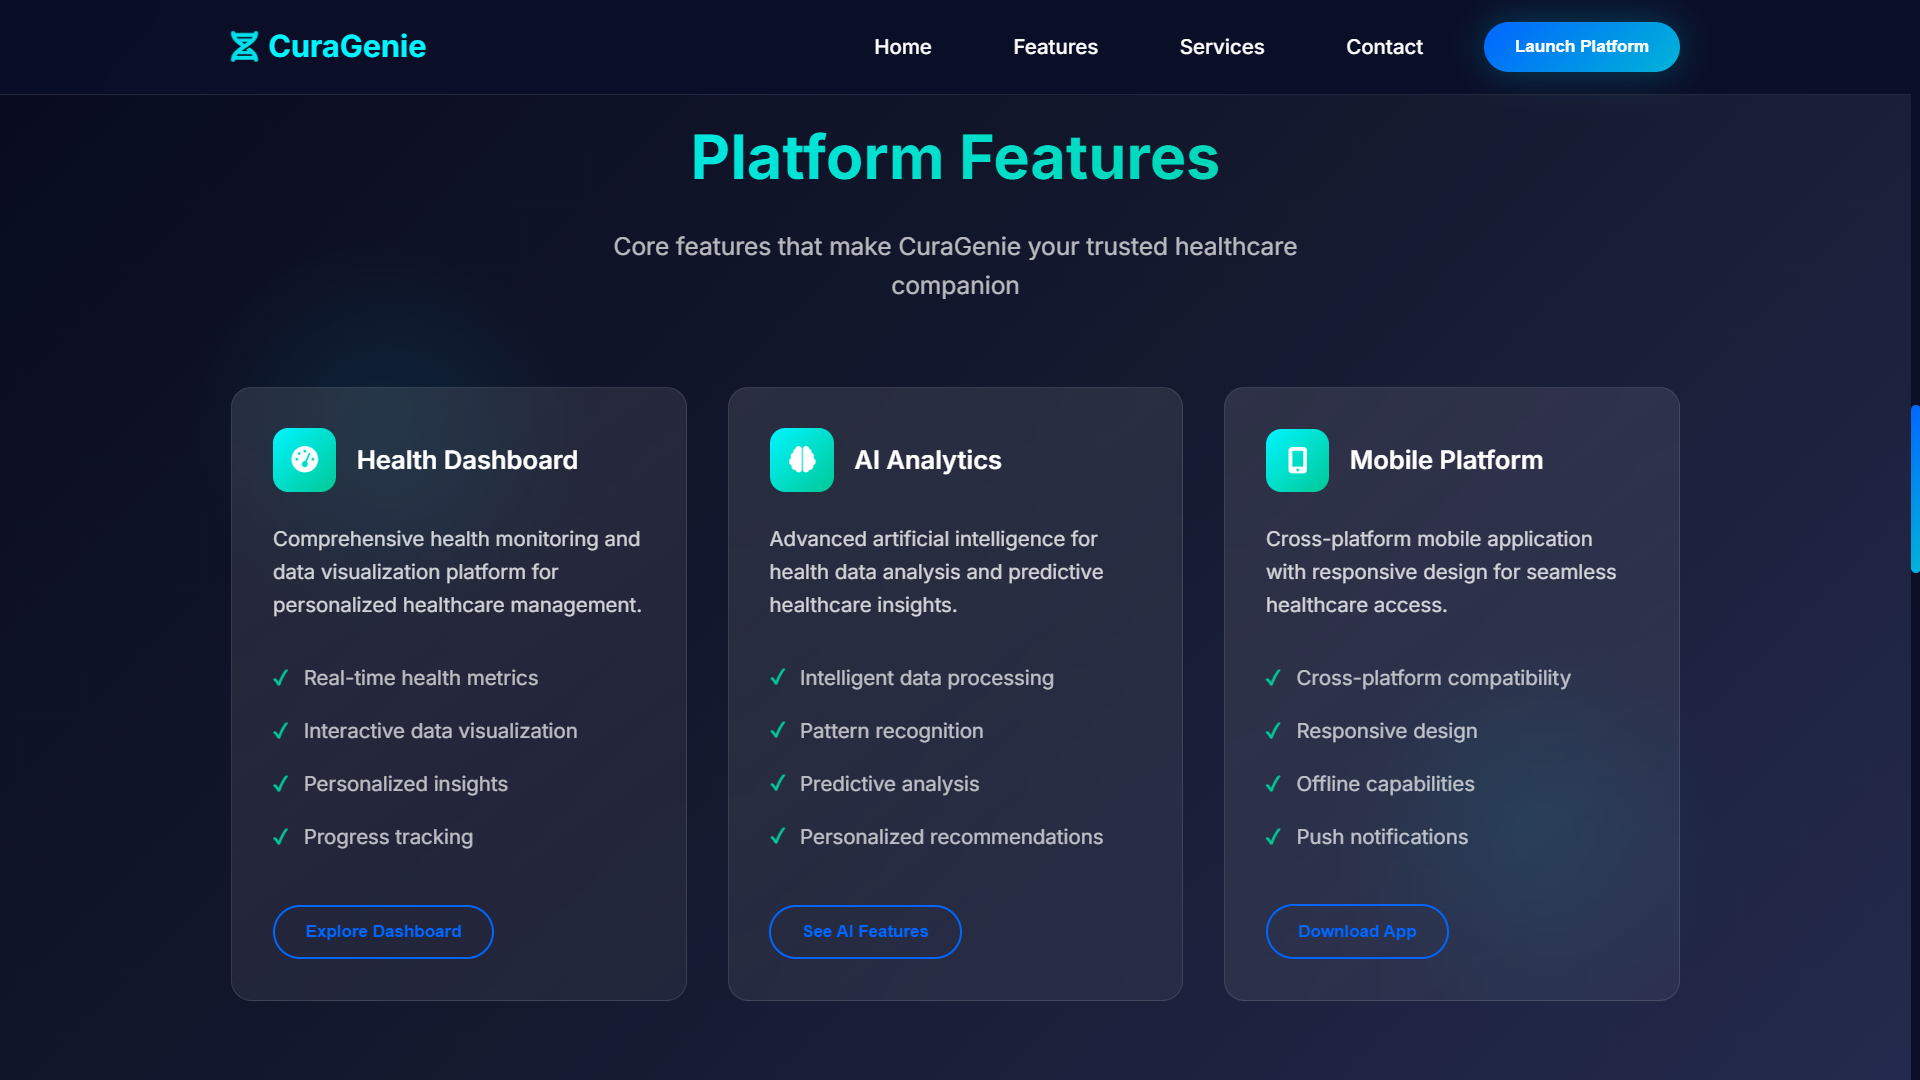 CuraGenie
Home
Features
Services
Contact
Launch Platform
Platform Features
Core features that make CuraGenie your trusted healthcare
companion
Health Dashboard
Comprehensive health monitoring and
data visualization platform for
personalized healthcare management.
✓ Real-time health metrics
✓ Interactive data visualization
✓ Personalized insights
✓ Progress tracking
Explore Dashboard
AI Analytics
Advanced artificial intelligence for
health data analysis and predictive
healthcare insights.
✓ Intelligent data processing
✓ Pattern recognition
✓ Predictive analysis
✓ Personalized recommendations
See AI Features
Mobile Platform
Cross-platform mobile application
with responsive design for seamless
healthcare access.
✓ Cross-platform compatibility
✓ Responsive design
✓ Offline capabilities
✓ Push notifications
Download App